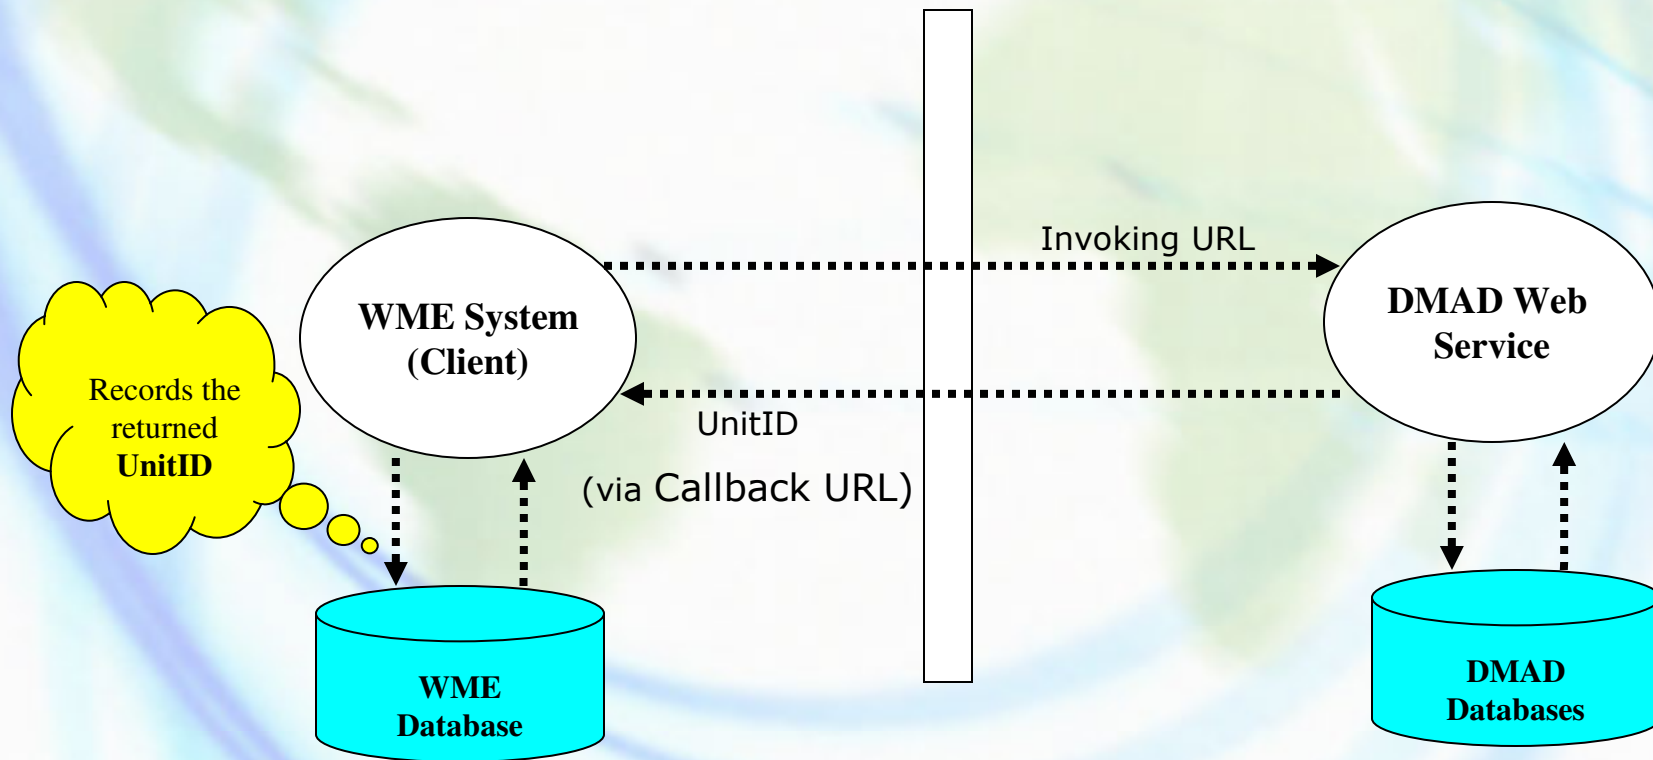 Invoking URL
WME System
(Client)
DMAD Web
Service
Records the
returned
UnitID
UnitID
(via Callback URL)
WME
Database
DMAD
Databases